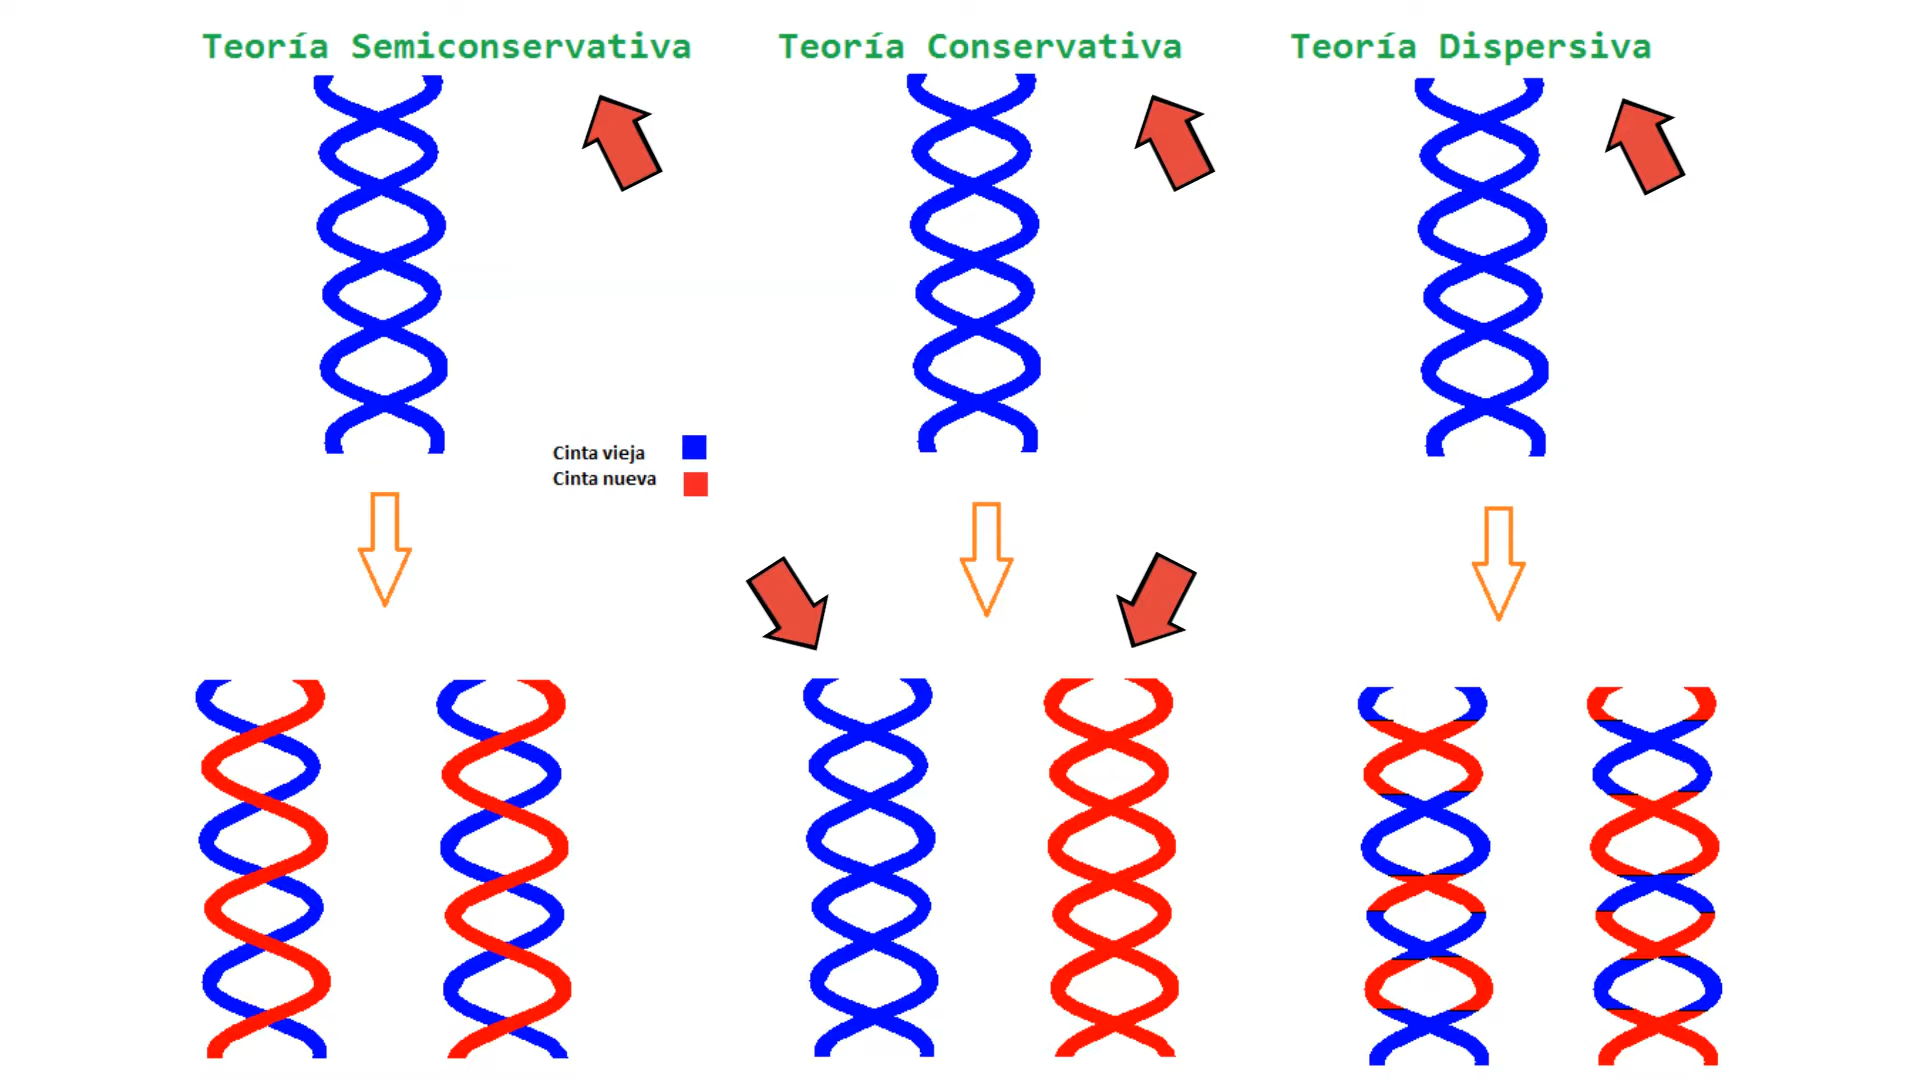 Teoría Semiconservativa
Teoría Conservativa
Teoría Dispersiva
Cinta vieja
Cinta nueva